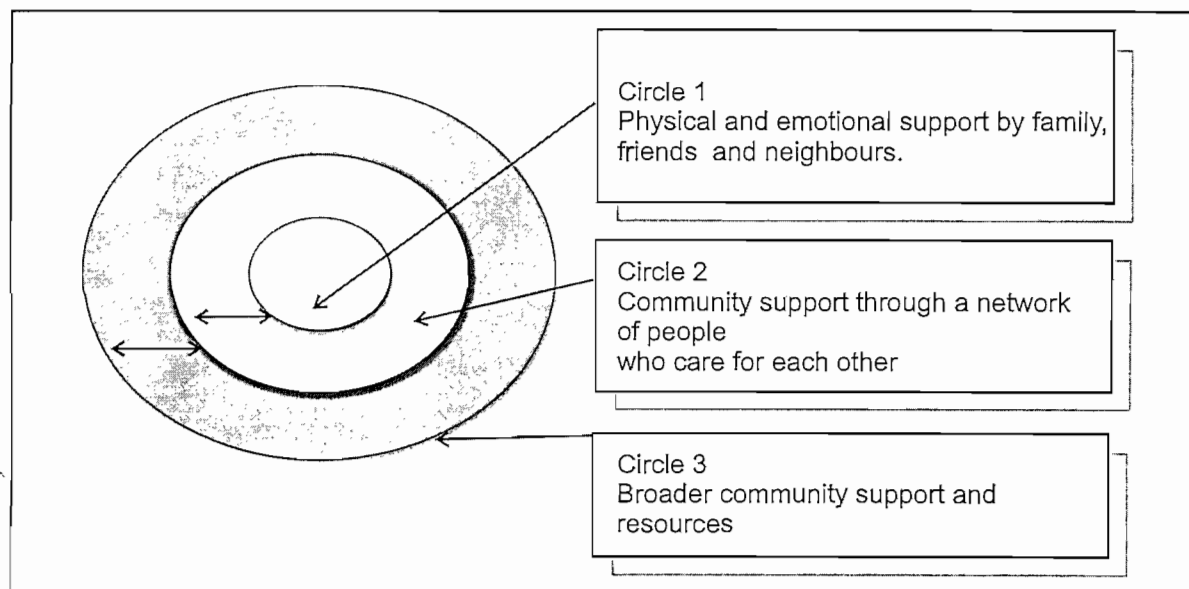 Circle 1
Physical and emotional support by family,
friends and neighbours.
Circle 2
Community support through a network
of people
who care for each other
Circle 3
Broader community support and
resources